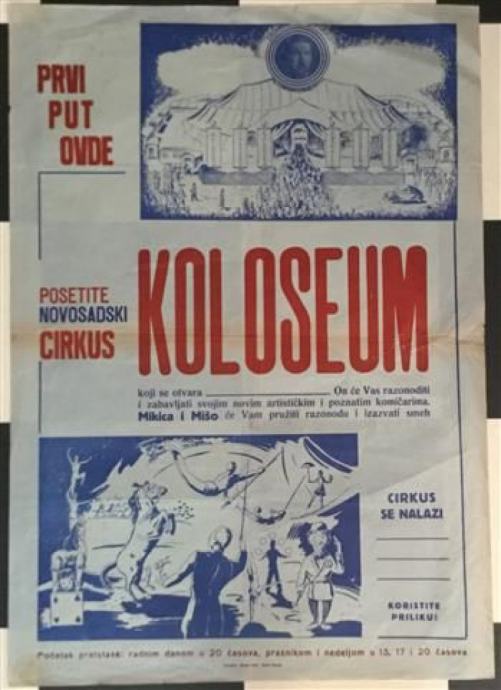 PRVI
PUT
OVDE
POSETITE
NOVOSADSKI
CIRKUS
KOLOSEUM
koji se otvara ______ On će Vas razonoditi
i zabavljati svojim novim artističkim i poznatim komičarima.
Mikica i Mišo će Vam pružiti razonodu i izazvati smeh
CIRKUS
SE NALAZI
KORISTITE
PRILIKU!
Početak pretstave: radnim danom u 20 časova, praznikom i nedeljom u 15, 17 i 20 časova